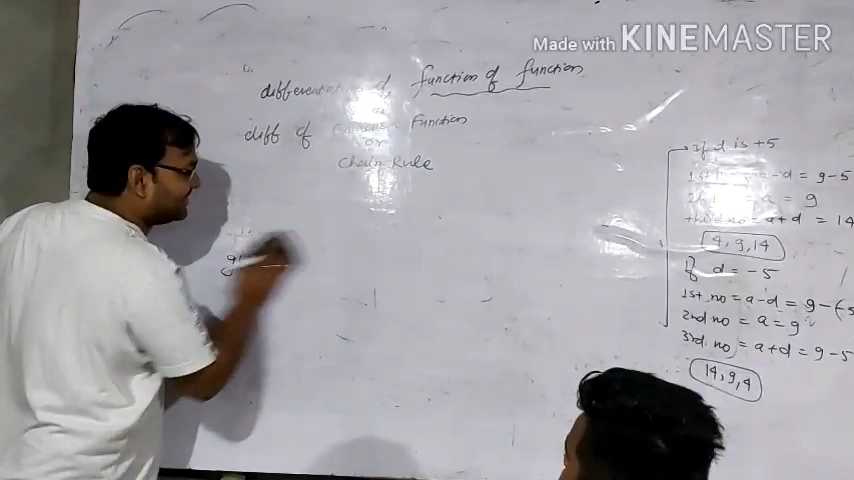 Made with KINEMASTER
differentiation of function of function
or
diff of Function
or
Chain Rule
gi
If d is +5
1st no = a-d = 9-5
2nd = a = 9
third no = a+d = 14
4, 9, 14
If d = -5
1st no = a-d = 9-(-5
2nd no = a = 9
3rd no = a+d = 9-5
14, 9, 4